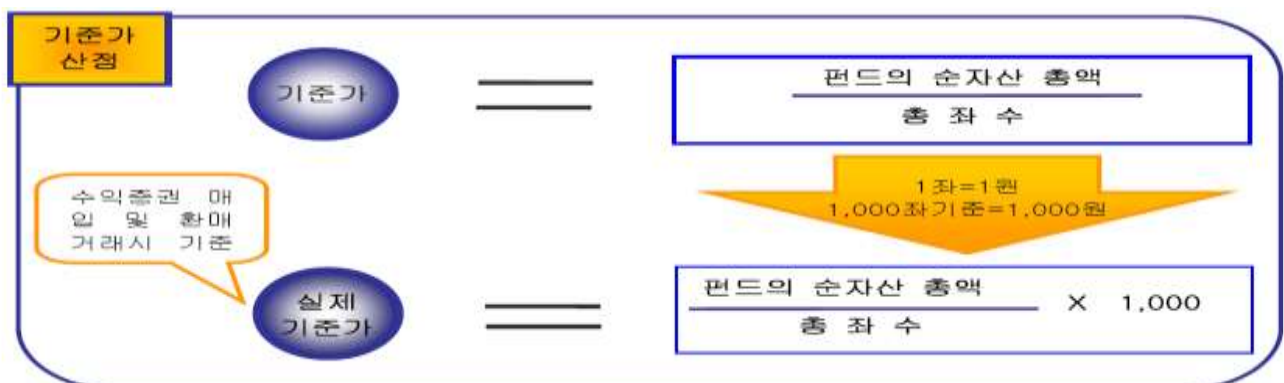 기준가
산정
기준가
펀드의 순자산 총액
총 좌 수
수익증권 매
입 및 환매
거래시 기준
1좌=1원
1,000좌기준=1,000원
실제
기준가
펀드의 순자산 총액
총 좌 수
X 1,000